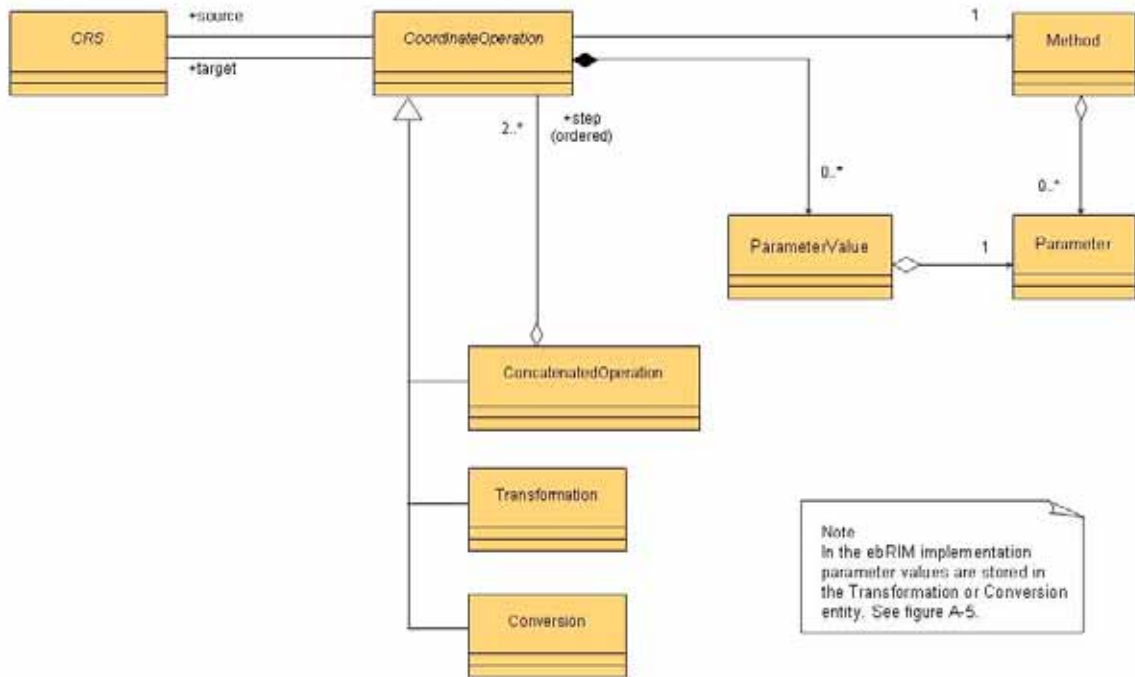 +source
1
CRS
CoordinateOperation
Method
+target
2..*
+step
(ordered)
0..*
0..*
ParameterValue
1
Parameter
ConcatenatedOperation
Transformation
Note
In the ebRIM implementation
parameter values are stored in
the Transformation or Conversion
entity. See figure A-5.
Conversion